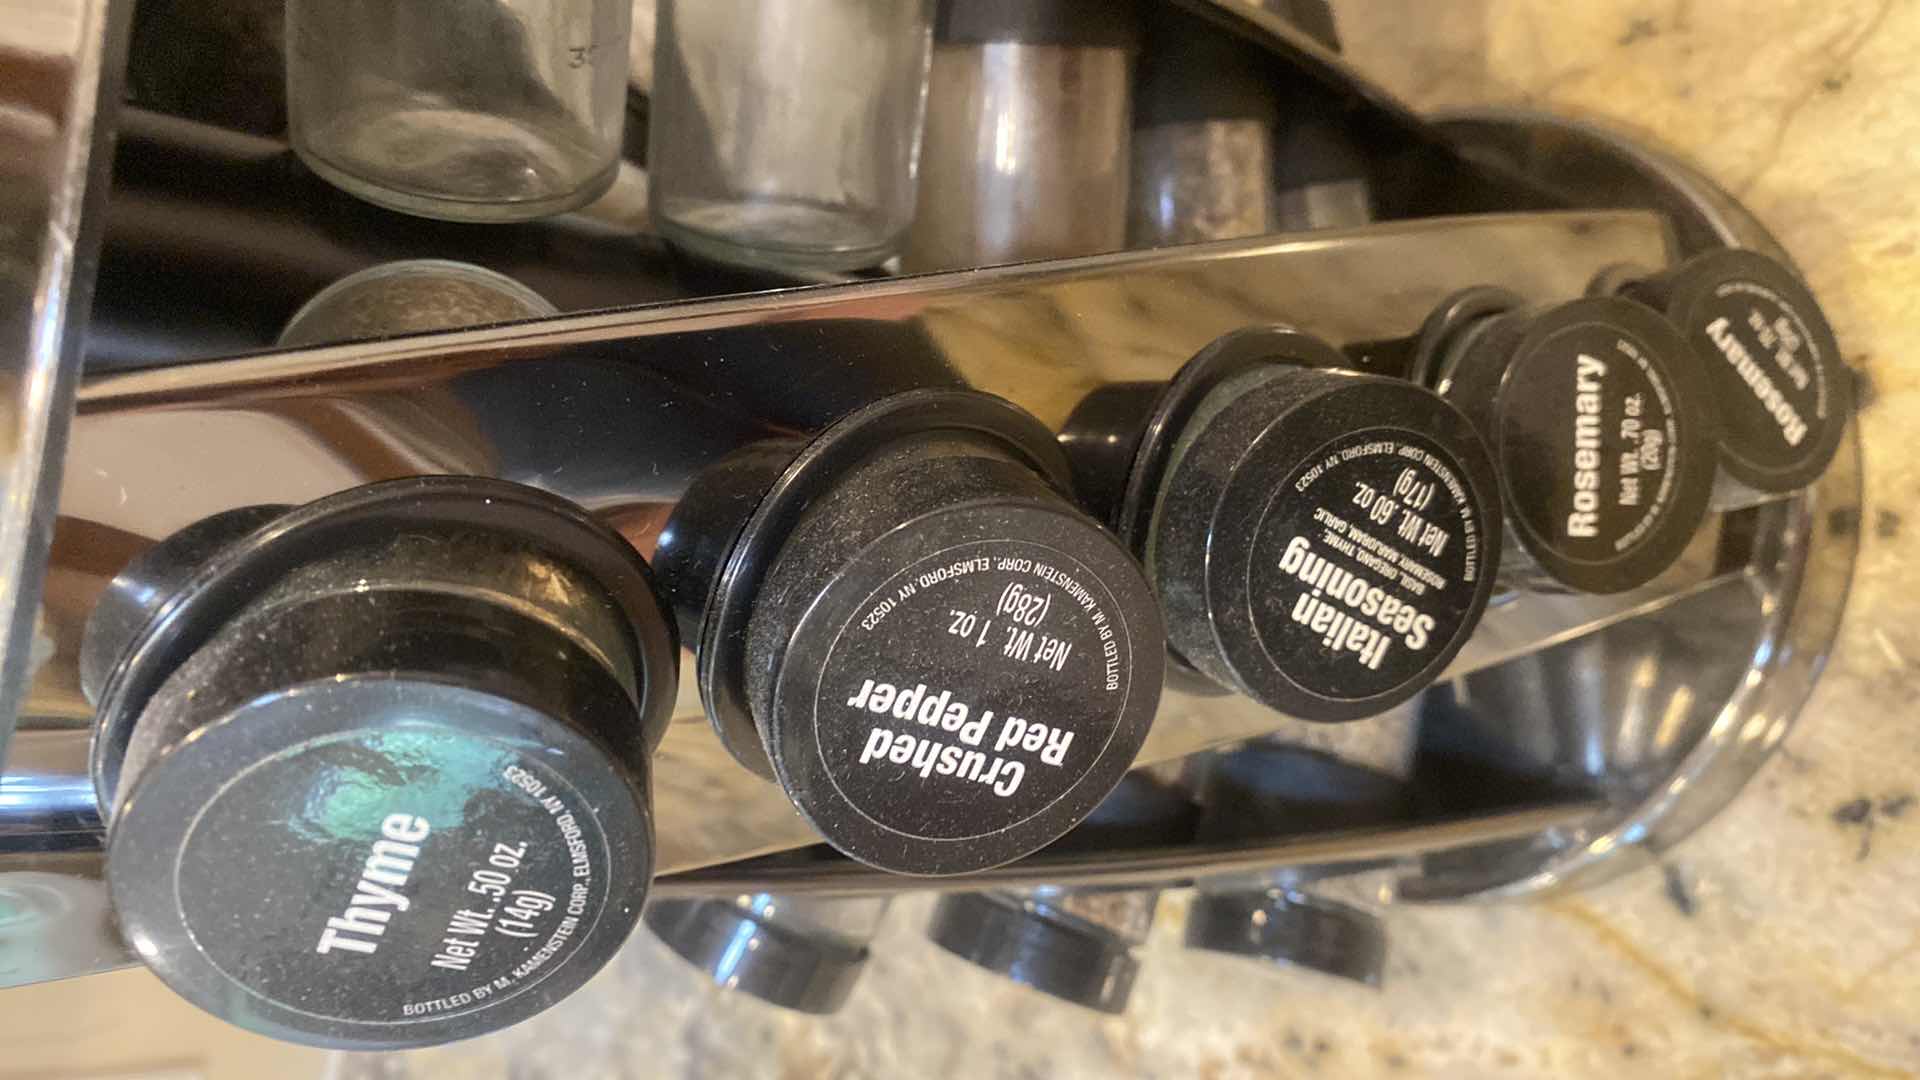 Thyme
Net Wt. .50 oz.
(14g)
BOTTLED BY M. KAMENSTEIN CORP., ELMSFORD, NY 10523
Crushed
Red Pepper
Net Wt. 1 oz.
(28g)
BOTTLED BY M. KAMENSTEIN CORP., ELMSFORD, NY 10523
Italian
Seasoning
BASIL, OREGANO, THYME,
ROSEMARY, MARJORAM, GARLIC
Net Wt. .60 oz.
(17g)
BOTTLED BY M. KAMENSTEIN CORP., ELMSFORD, NY 10523
Rosemary
Net Wt. .70 oz.
(20g)
Rosemary